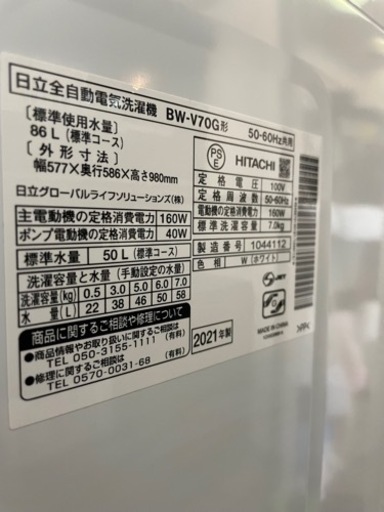 日立全自動電気洗濯機 BW-V70G形
50-60Hz共用
[標準使用水量]
86L(標準コース)
[外形寸法]
幅577×奥行586×高さ980mm
日立グローバルライフソリューションズ(株)
主電動機の定格消費電力 160W
ポンプ電動機の定格消費電力 40W
標準水量 50L(標準コース)
洗濯容量と水量(手動設定の水量)
洗濯容量(kg) 0.5 3.0 5.0 6.0 7.0
水量(L) 22 38 46 50 58
商品に関するご相談や修理について
●商品情報やお取り扱いに関するご相談
TEL 050-3155-1111 (有料)
●修理に関するご相談
TEL 0570-0031-68 (有料)
PS
E
HITACHI
定格電圧 100V
定格周波数 50-60Hz
電動機の定格消費電力 160W
標準洗濯容量 7.0kg
製造番号 1044112
色相 W(ホワイト)
2021年製
JET
MADE IN CHINA